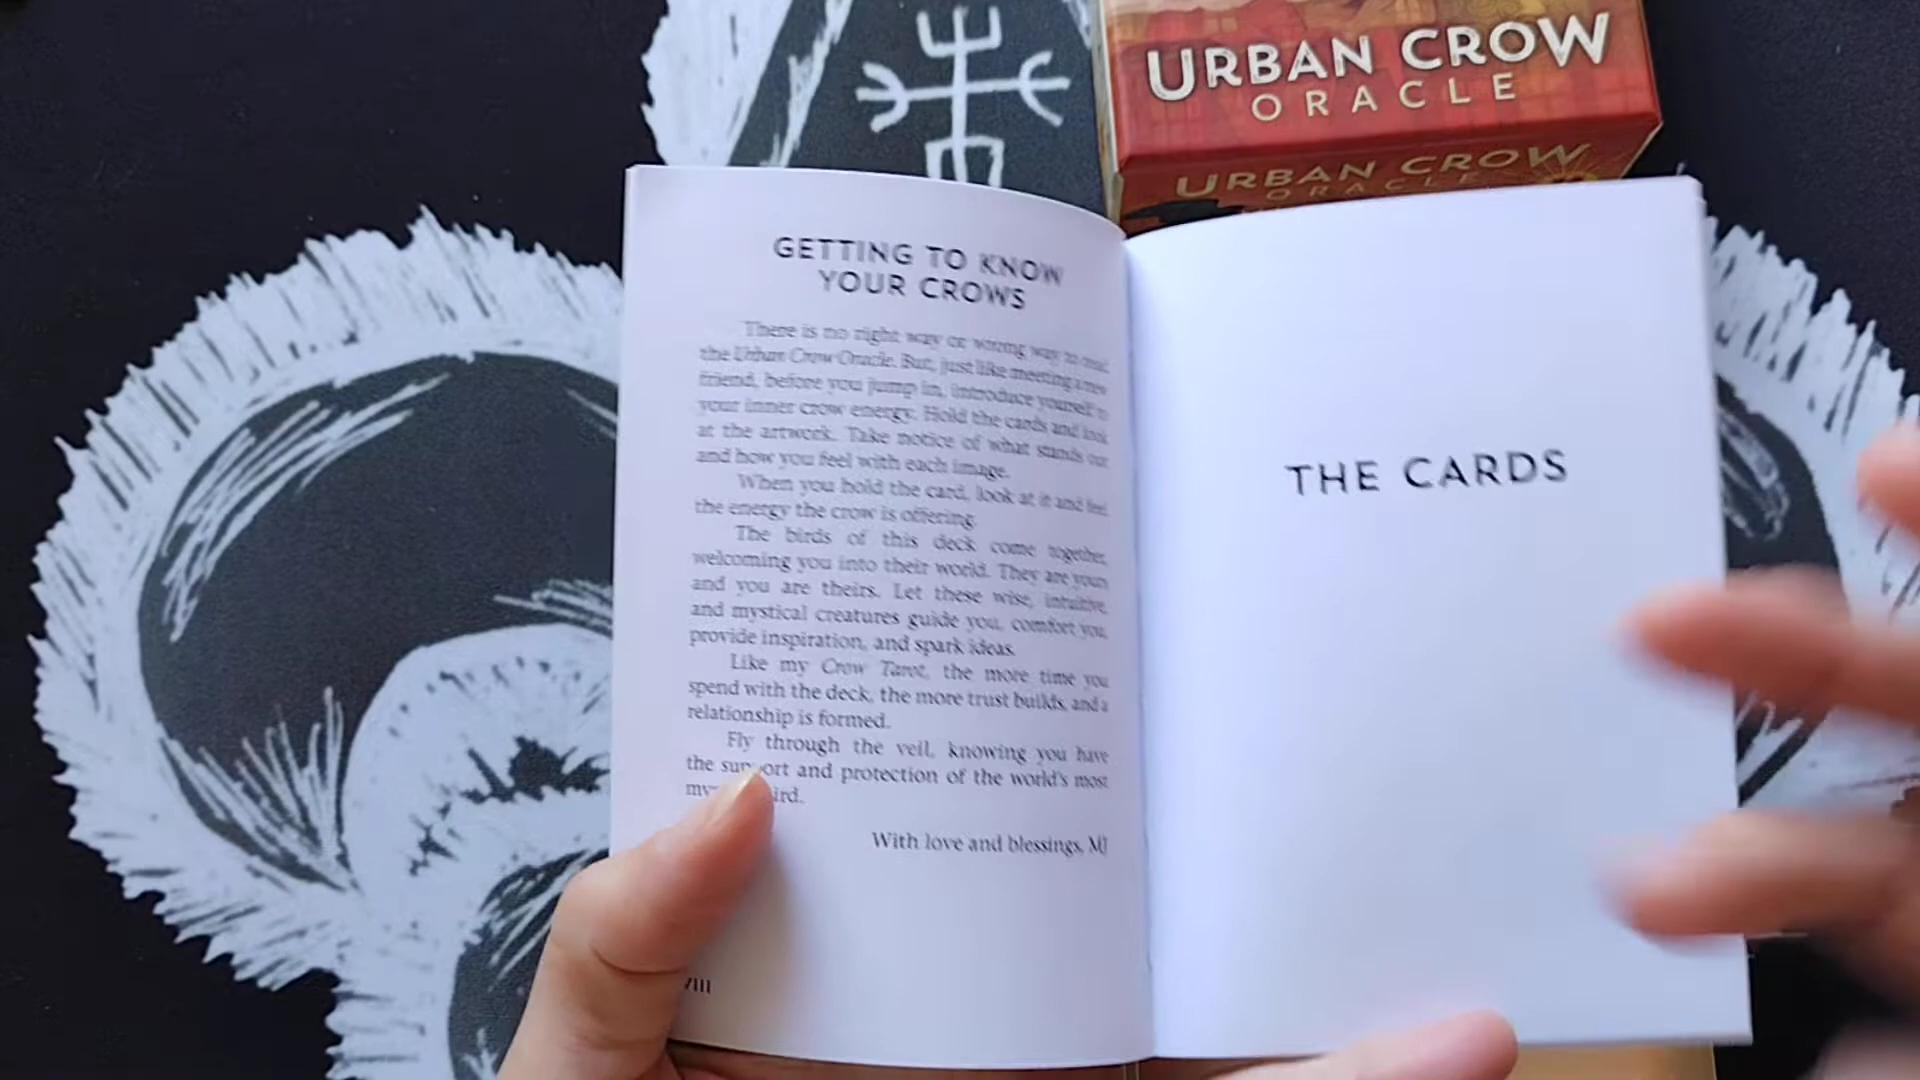 URBAN CROW
ORACLE
URBAN CROW
ORACLE
GETTING TO KNOW
YOUR CROWS
There is no right way or wrong way to read
the Urban Crow Oracle. But, just like meeting a new
friend, before you jump in, introduce yourself to
your inner crow energy. Hold the cards and look
at the artwork. Take notice of what stands out
and how you feel with each image.
When you hold the card, look at it and feel
the energy the crow is offering.
The birds of this deck come together,
welcoming you into their world. They are yours
and you are theirs. Let these wise, intuitive,
and mystical creatures guide you, comfort you,
provide inspiration, and spark ideas.
Like my Crow Tarot, the more time you
spend with the deck, the more trust builds, and a
relationship is formed.
Fly through the veil, knowing you have
the support and protection of the world's most
With love and blessings, MJ
THE CARDS